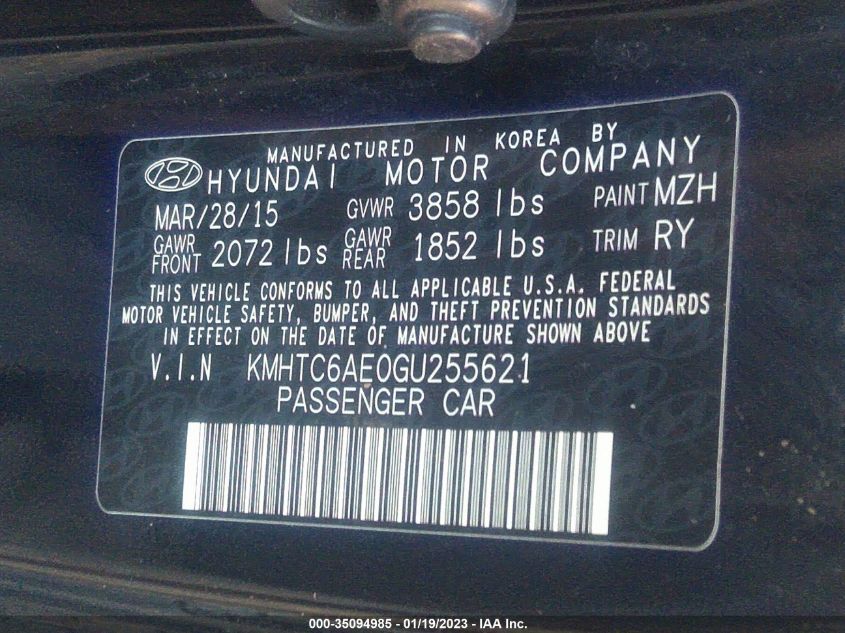 MANUFACTURED IN KOREA BY
HYUNDAI MOTOR COMPANY
MAR/28/15 GVWR 3858 lbs PAINT MZH
GAWR FRONT 2072 lbs GAWR REAR 1852 lbs TRIM RY
THIS VEHICLE CONFORMS TO ALL APPLICABLE U.S.A. FEDERAL
MOTOR VEHICLE SAFETY, BUMPER, AND THEFT PREVENTION STANDARDS
IN EFFECT ON THE DATE OF MANUFACTURE SHOWN ABOVE
V.I.N KMHTC6AE0GU255621
PASSENGER CAR
000-35094985 - 01/19/2023 - IAA Inc.